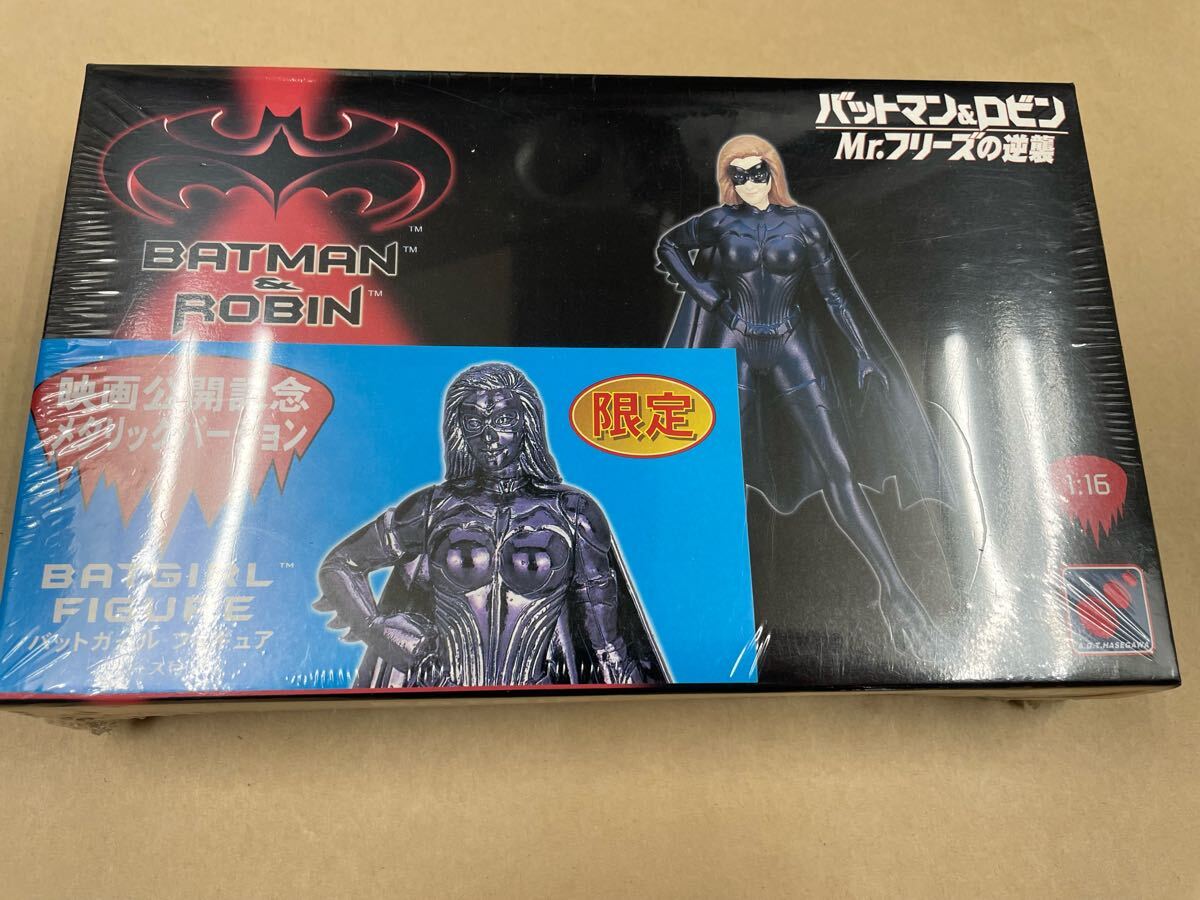 バットマン&ロビン
Mr.フリーズの逆襲
BATMAN™
&
ROBIN™
™
映画公開記念
メタリックバージョン
限定
BATGIRL™
FIGURE
バットガール フィギュア
1:16
A.D.T.HASEGAWA